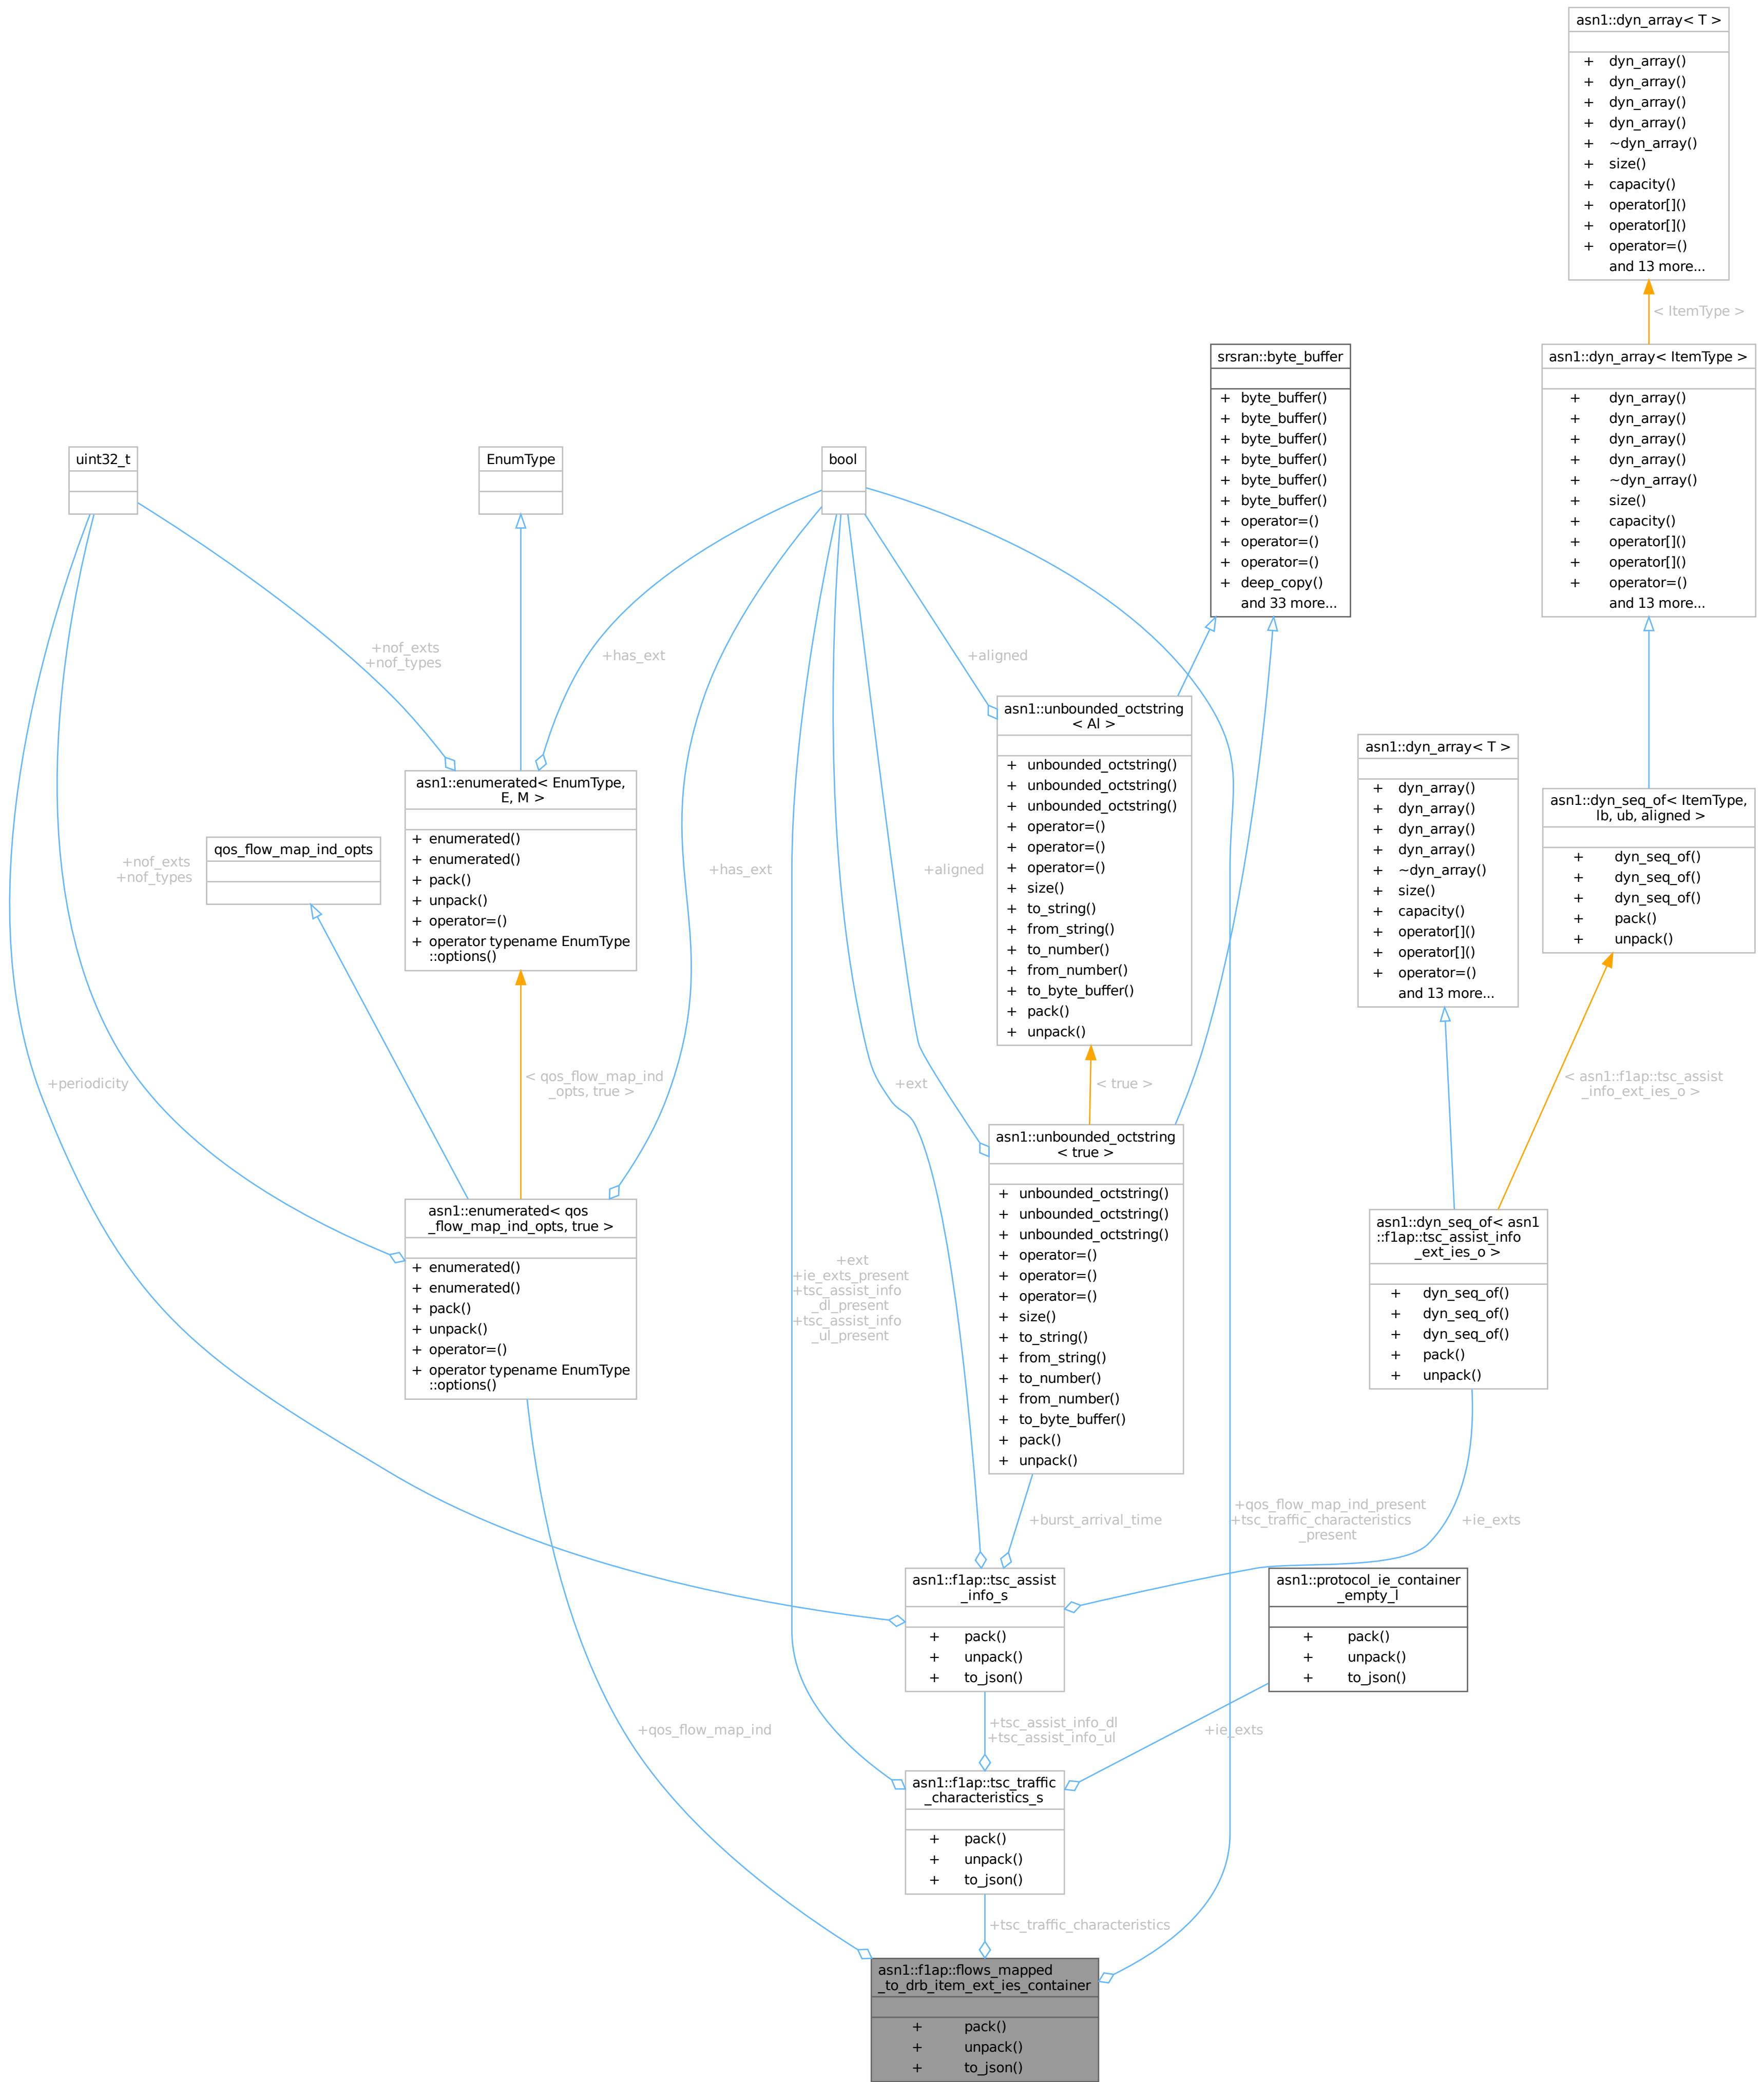 asn1::dyn_array< T >
+ dyn_array()
+ dyn_array()
+ dyn_array()
+ dyn_array()
+ ~dyn_array()
+ size()
+ capacity()
+ operator[]()
+ operator[]()
+ operator=()
and 13 more...
< ItemType >
asn1::dyn_array< ItemType >
+ dyn_array()
+ dyn_array()
+ dyn_array()
+ dyn_array()
+ ~dyn_array()
+ size()
+ capacity()
+ operator[]()
+ operator[]()
+ operator=()
and 13 more...
srsran::byte_buffer
+ byte_buffer()
+ byte_buffer()
+ byte_buffer()
+ byte_buffer()
+ byte_buffer()
+ byte_buffer()
+ operator=()
+ operator=()
+ operator=()
+ deep_copy()
and 33 more...
uint32_t
EnumType
bool
+nof_exts
+nof_types
+has_ext
+aligned
asn1::unbounded_octstring
< Al >
+ unbounded_octstring()
+ unbounded_octstring()
+ unbounded_octstring()
+ operator=()
+ operator=()
+ operator=()
+ size()
+ to_string()
+ from_string()
+ to_number()
+ from_number()
+ to_byte_buffer()
+ pack()
+ unpack()
asn1::dyn_array< T >
+ dyn_array()
+ dyn_array()
+ dyn_array()
+ dyn_array()
+ ~dyn_array()
+ size()
+ capacity()
+ operator[]()
+ operator[]()
+ operator=()
and 13 more...
asn1::dyn_seq_of< ItemType,
lb, ub, aligned >
+ dyn_seq_of()
+ dyn_seq_of()
+ dyn_seq_of()
+ pack()
+ unpack()
asn1::enumerated< EnumType,
E, M >
+ enumerated()
+ enumerated()
+ pack()
+ unpack()
+ operator=()
+ operator typename EnumType
::options()
qos_flow_map_ind_opts
+nof_exts
+nof_types
+has_ext
+aligned
+periodicity
< qos_flow_map_ind
_opts, true >
+ext
< true >
< asn1::f1ap::tsc_assist
_info_ext_ies_o >
asn1::unbounded_octstring
< true >
+ unbounded_octstring()
+ unbounded_octstring()
+ unbounded_octstring()
+ operator=()
+ operator=()
+ operator=()
+ size()
+ to_string()
+ from_string()
+ to_number()
+ from_number()
+ to_byte_buffer()
+ pack()
+ unpack()
asn1::enumerated< qos
_flow_map_ind_opts, true >
+ enumerated()
+ enumerated()
+ pack()
+ unpack()
+ operator=()
+ operator typename EnumType
::options()
asn1::dyn_seq_of< asn1
::f1ap::tsc_assist_info
_ext_ies_o >
+ dyn_seq_of()
+ dyn_seq_of()
+ dyn_seq_of()
+ pack()
+ unpack()
+ext
+ie_exts_present
+tsc_assist_info
_dl_present
+tsc_assist_info
_ul_present
+burst_arrival_time
+qos_flow_map_ind_present
+tsc_traffic_characteristics
_present
+ie_exts
asn1::f1ap::tsc_assist
_info_s
+ pack()
+ unpack()
+ to_json()
asn1::protocol_ie_container
_empty_l
+ pack()
+ unpack()
+ to_json()
+qos_flow_map_ind
+tsc_assist_info_dl
+tsc_assist_info_ul
+ie_exts
asn1::f1ap::tsc_traffic
_characteristics_s
+ pack()
+ unpack()
+ to_json()
+tsc_traffic_characteristics
asn1::f1ap::flows_mapped
_to_drb_item_ext_ies_container
+ pack()
+ unpack()
+ to_json()